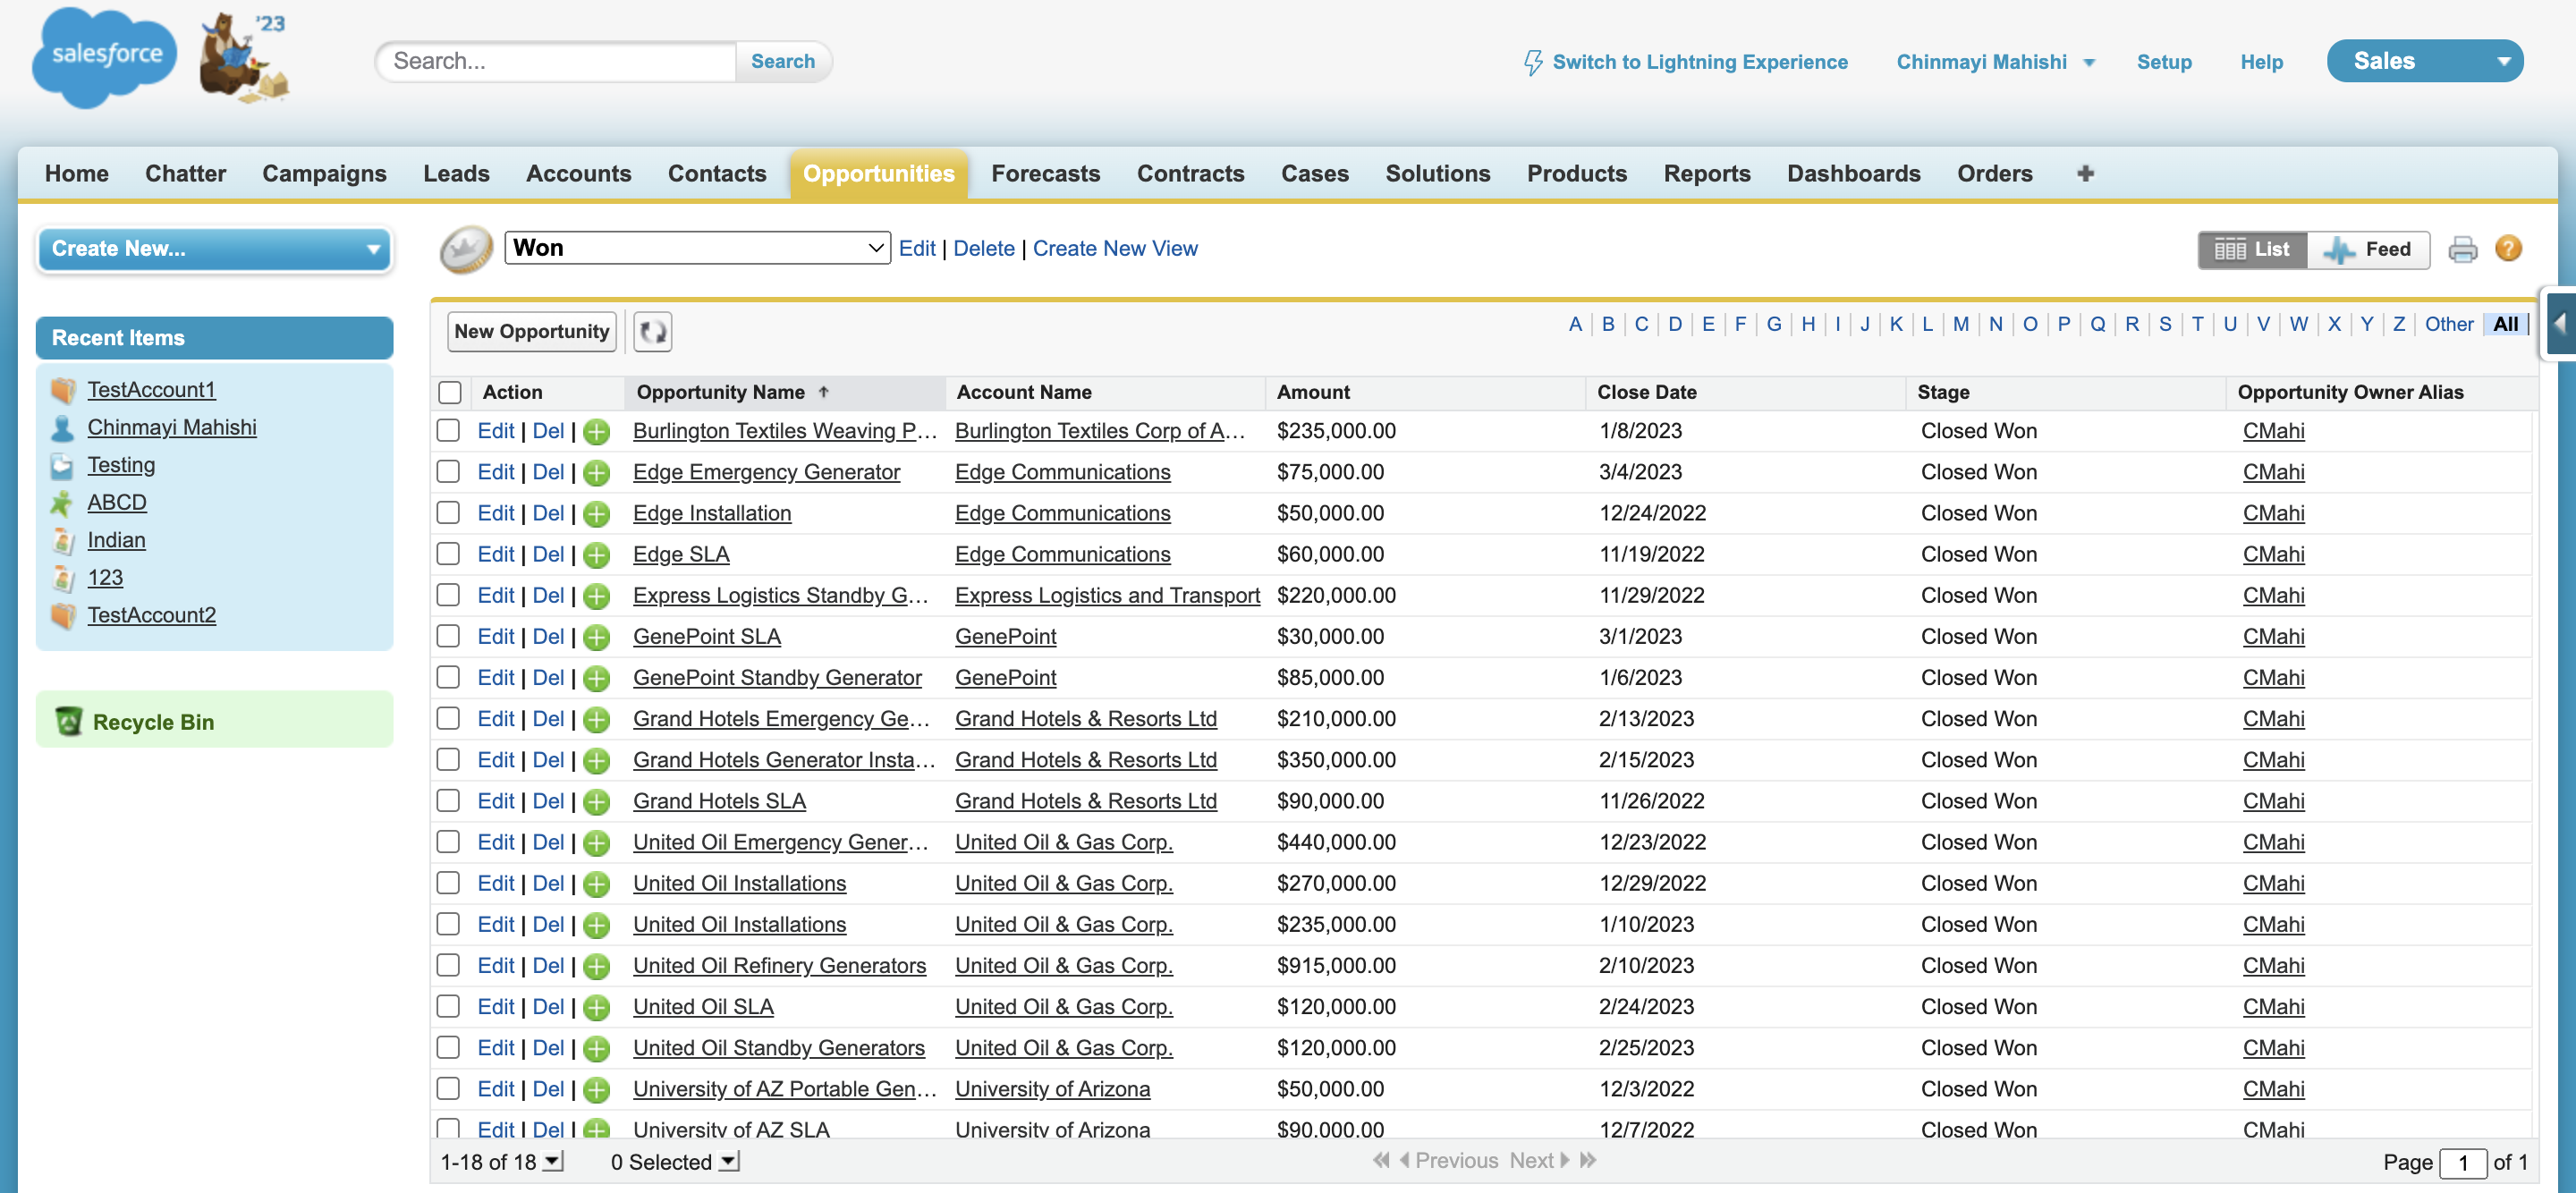 salesforce
'23
Search...
Search
Switch to Lightning Experience
Chinmayi Mahishi
Setup
Help
Sales
Home Chatter Campaigns Leads Accounts Contacts Opportunities Forecasts Contracts Cases Solutions Products Reports Dashboards Orders +
Create New...
Won
Edit | Delete | Create New View
List
Feed
?
Recent Items
TestAccount1
Chinmayi Mahishi
Testing
ABCD
Indian
123
TestAccount2
Recycle Bin
New Opportunity
A | B | C | D | E | F | G | H | I | J | K | L | M | N | O | P | Q | R | S | T | U | V | W | X | Y | Z | Other | All
Action Opportunity Name ↑ Account Name Amount Close Date Stage Opportunity Owner Alias
Edit | Del | Burlington Textiles Weaving P... Burlington Textiles Corp of A... $235,000.00 1/8/2023 Closed Won CMahi
Edit | Del | Edge Emergency Generator Edge Communications $75,000.00 3/4/2023 Closed Won CMahi
Edit | Del | Edge Installation Edge Communications $50,000.00 12/24/2022 Closed Won CMahi
Edit | Del | Edge SLA Edge Communications $60,000.00 11/19/2022 Closed Won CMahi
Edit | Del | Express Logistics Standby G... Express Logistics and Transport $220,000.00 11/29/2022 Closed Won CMahi
Edit | Del | GenePoint SLA GenePoint $30,000.00 3/1/2023 Closed Won CMahi
Edit | Del | GenePoint Standby Generator GenePoint $85,000.00 1/6/2023 Closed Won CMahi
Edit | Del | Grand Hotels Emergency Ge... Grand Hotels & Resorts Ltd $210,000.00 2/13/2023 Closed Won CMahi
Edit | Del | Grand Hotels Generator Insta... Grand Hotels & Resorts Ltd $350,000.00 2/15/2023 Closed Won CMahi
Edit | Del | Grand Hotels SLA Grand Hotels & Resorts Ltd $90,000.00 11/26/2022 Closed Won CMahi
Edit | Del | United Oil Emergency Gener... United Oil & Gas Corp. $440,000.00 12/23/2022 Closed Won CMahi
Edit | Del | United Oil Installations United Oil & Gas Corp. $270,000.00 12/29/2022 Closed Won CMahi
Edit | Del | United Oil Installations United Oil & Gas Corp. $235,000.00 1/10/2023 Closed Won CMahi
Edit | Del | United Oil Refinery Generators United Oil & Gas Corp. $915,000.00 2/10/2023 Closed Won CMahi
Edit | Del | United Oil SLA United Oil & Gas Corp. $120,000.00 2/24/2023 Closed Won CMahi
Edit | Del | United Oil Standby Generators United Oil & Gas Corp. $120,000.00 2/25/2023 Closed Won CMahi
Edit | Del | University of AZ Portable Gen... University of Arizona $50,000.00 12/3/2022 Closed Won CMahi
Edit | Del | University of AZ SLA University of Arizona $90,000.00 12/7/2022 Closed Won CMahi
1-18 of 18 0 Selected Previous Next Page 1 of 1